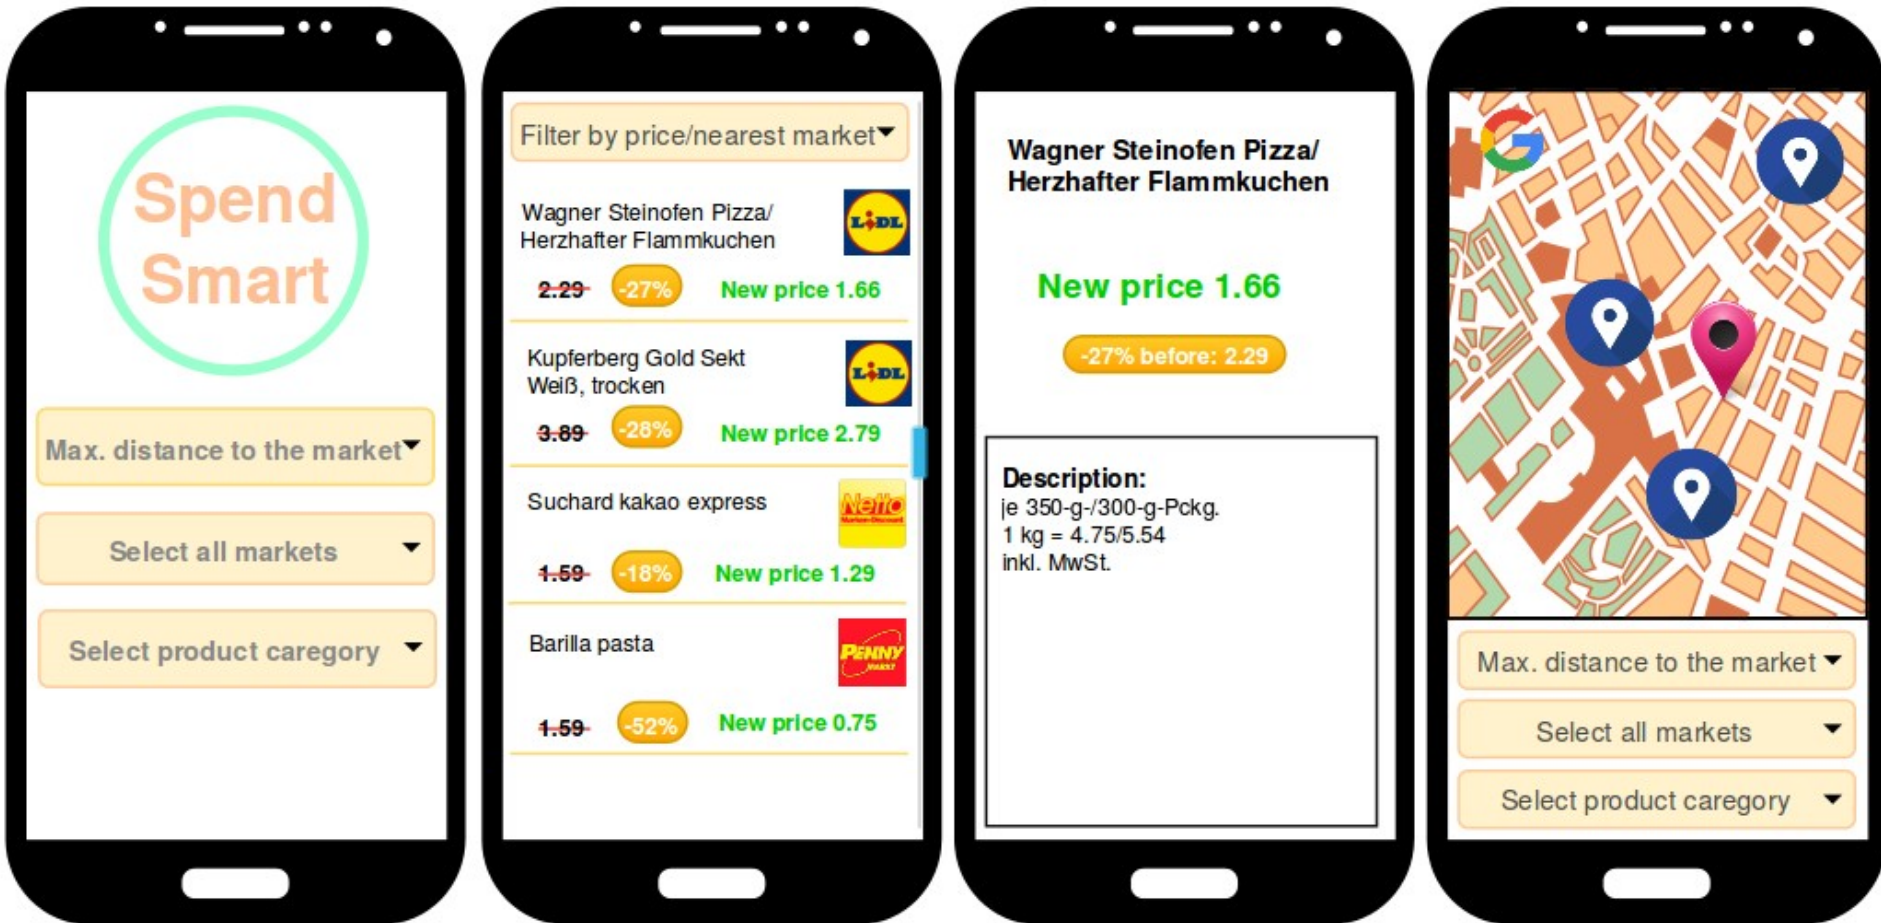 Spend
Smart
Max. distance to the market
Select all markets
Select product caregory
Filter by price/nearest market
Wagner Steinofen Pizza/
Herzhafter Flammkuchen
LiDL
2.29 -27% New price 1.66
Kupferberg Gold Sekt
Weiß, trocken
LiDL
3.89 -28% New price 2.79
Suchard kakao express
Netto
Marken-Discount
1.59 -18% New price 1.29
Barilla pasta
PENNY
MARKT
1.59 -52% New price 0.75
Wagner Steinofen Pizza/
Herzhafter Flammkuchen
New price 1.66
-27% before: 2.29
Description:
je 350-g-/300-g-Pckg.
1 kg = 4.75/5.54
inkl. MwSt.
G
Max. distance to the market
Select all markets
Select product caregory